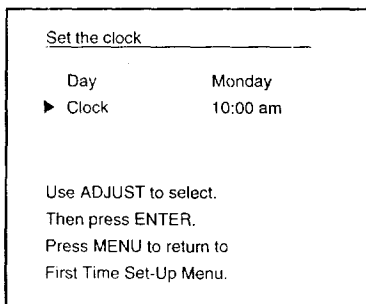 Set the clock
Day Monday
▶ Clock 10:00 am
Use ADJUST to select.
Then press ENTER.
Press MENU to return to
First Time Set-Up Menu.